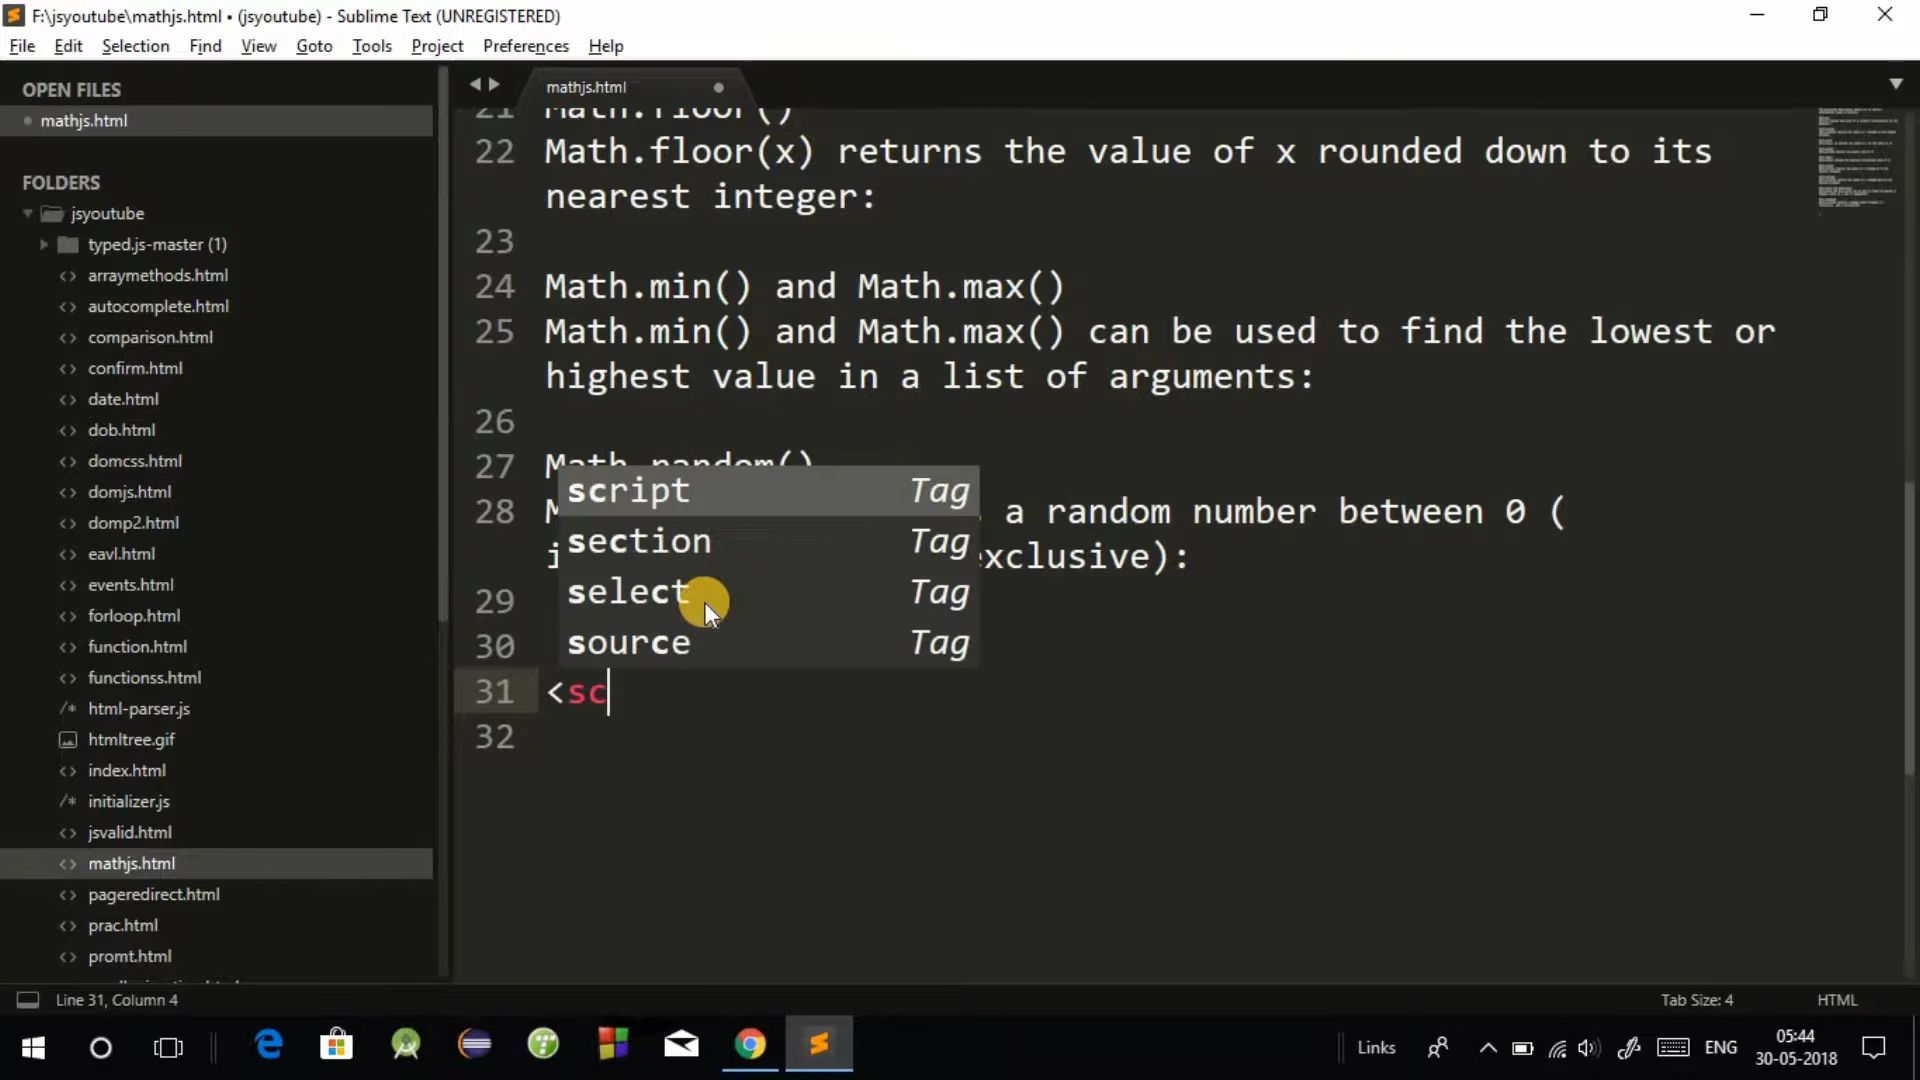 F:\jsyoutube\mathjs.html • (jsyoutube) - Sublime Text (UNREGISTERED)
File Edit Selection Find View Goto Tools Project Preferences Help
OPEN FILES
mathjs.html
FOLDERS
jsyoutube
typed.js-master (1)
arraymethods.html
autocomplete.html
comparison.html
confirm.html
date.html
dob.html
domcss.html
domjs.html
domp2.html
eavl.html
events.html
forloop.html
function.html
functionss.html
/* html-parser.js
htmltree.gif
index.html
/* initializer.js
jsvalid.html
mathjs.html
pageredirect.html
prac.html
promt.html
mathjs.html
21 Math.floor()
22 Math.floor(x) returns the value of x rounded down to its
nearest integer:
23
24 Math.min() and Math.max()
25 Math.min() and Math.max() can be used to find the lowest or
highest value in a list of arguments:
26
27 Math.random()
28 a random number between 0 (
exclusive):
29
30
31 <sc
32
script Tag
section Tag
select Tag
source Tag
Line 31, Column 4
Tab Size: 4
HTML
Links
ENG
05:44
30-05-2018